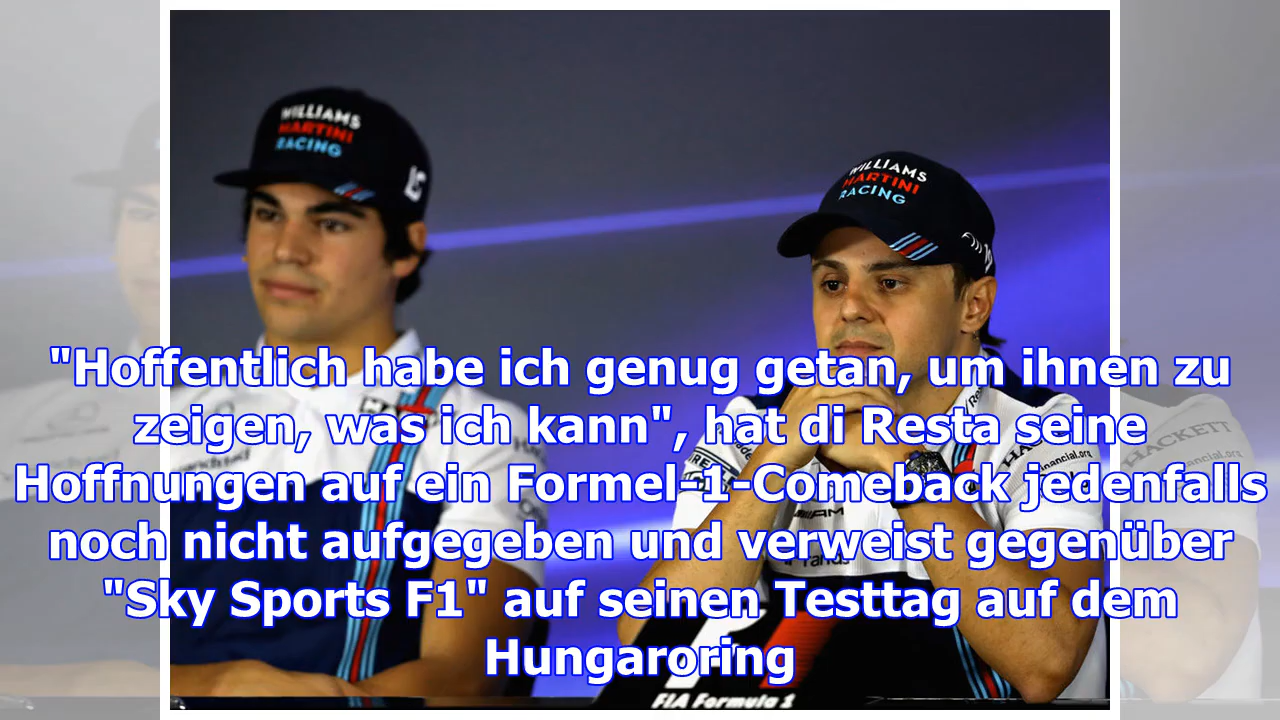 WILLIAMS
MARTINI
RACING
WILLIAMS
MARTINI
RACING
"Hoffentlich habe ich genug getan, um ihnen zu
zeigen, was ich kann", hat di Resta seine
Hoffnungen auf ein Formel-1-Comeback jedenfalls
noch nicht aufgegeben und verweist gegenüber
"Sky Sports F1" auf seinen Testtag auf dem
Hungaroring
HACKETT
FIA Formula 1